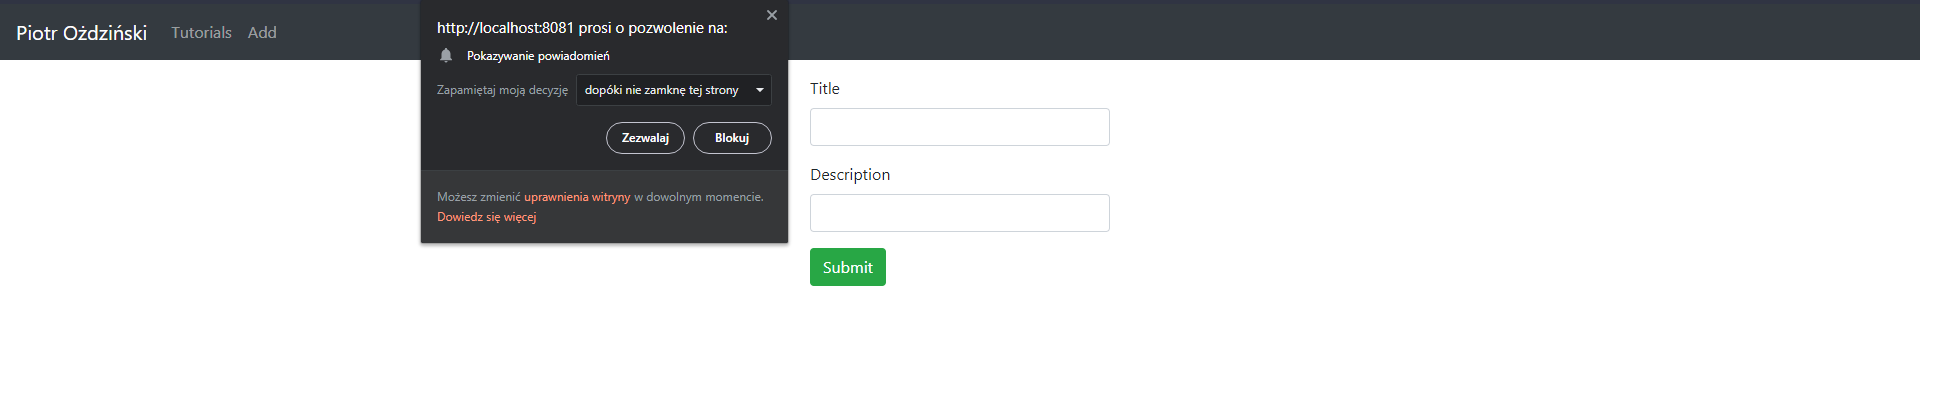 Piotr Ożdziński Tutorials Add
http://localhost:8081 prosi o pozwolenie na:
Pokazywanie powiadomień
Zapamiętaj moją decyzję dopóki nie zamknę tej strony
Zezwalaj Blokuj
Możesz zmienić uprawnienia witryny w dowolnym momencie.
Dowiedz się więcej
Title
Description
Submit